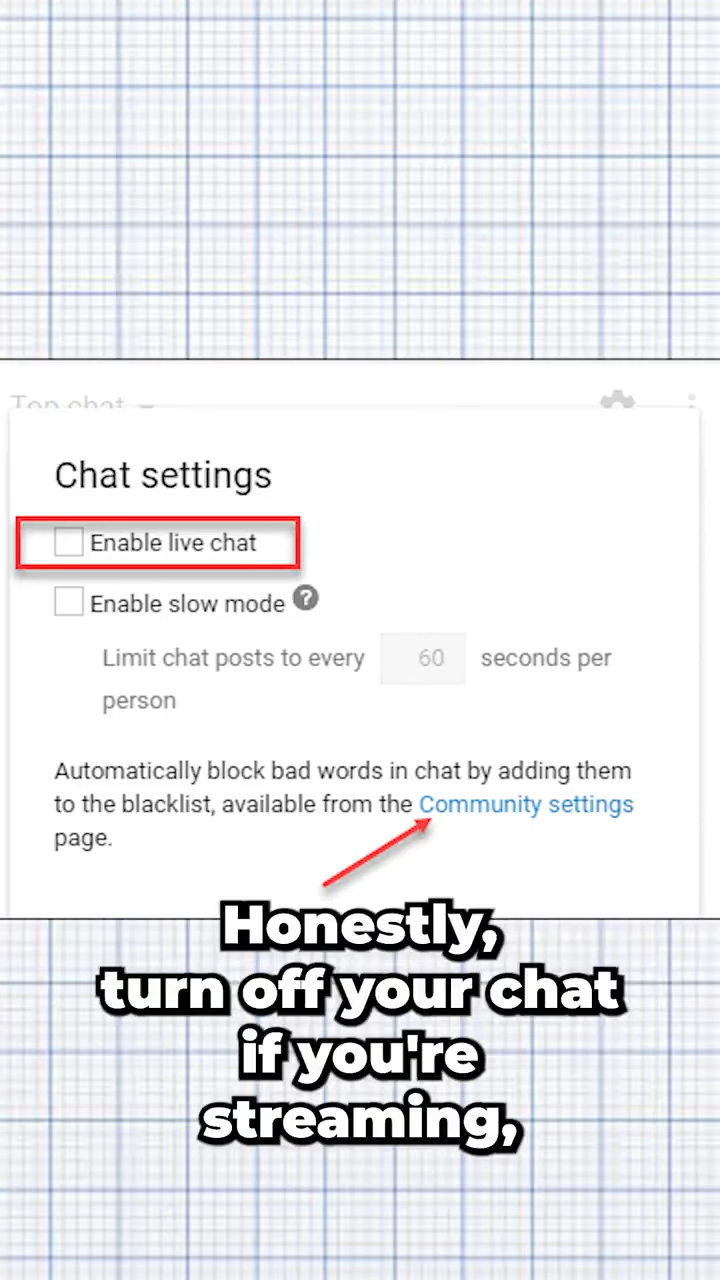 Top chat
Chat settings
Enable live chat
Enable slow mode ?
Limit chat posts to every 60 seconds per
person
Automatically block bad words in chat by adding them
to the blacklist, available from the Community settings
page.
Honestly,
turn off your chat
if you're
streaming,